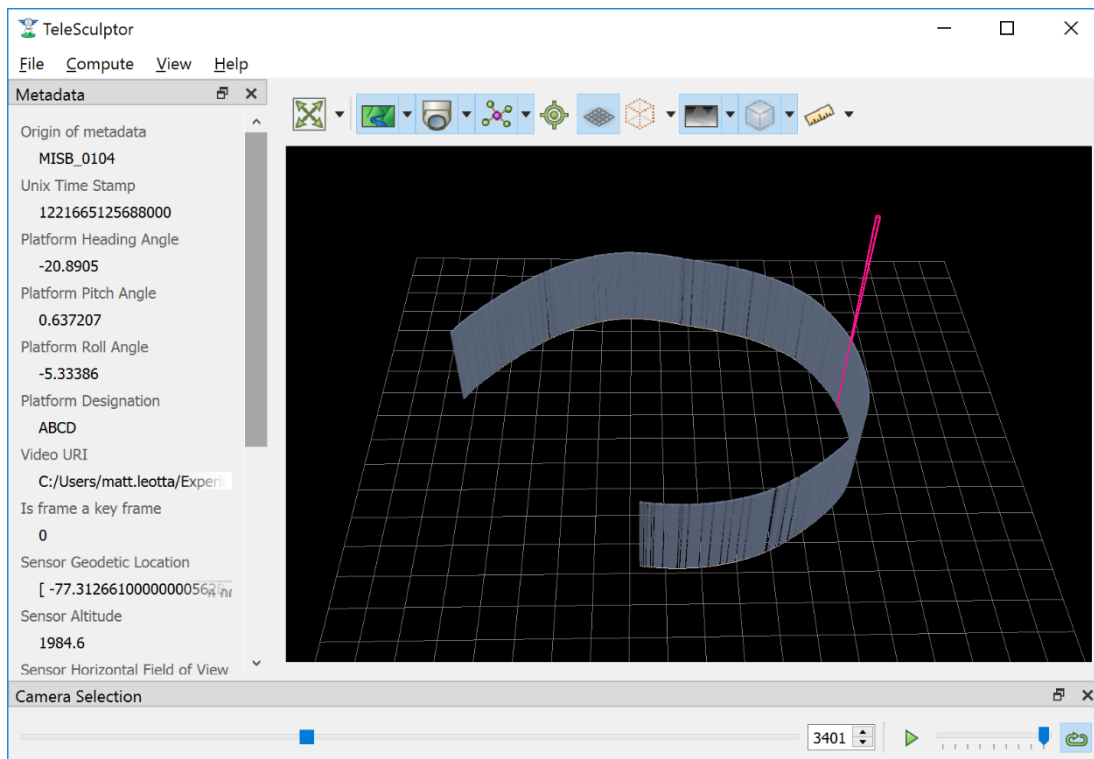 TeleSculptor
File Compute View Help
Metadata
Origin of metadata
MISB_0104
Unix Time Stamp
1221665125688000
Platform Heading Angle
-20.8905
Platform Pitch Angle
0.637207
Platform Roll Angle
-5.33386
Platform Designation
ABCD
Video URI
C:/Users/matt.leotta/Experi
Is frame a key frame
0
Sensor Geodetic Location
[ -77.31266100000000562
Sensor Altitude
1984.6
Sensor Horizontal Field of View
Camera Selection
3401